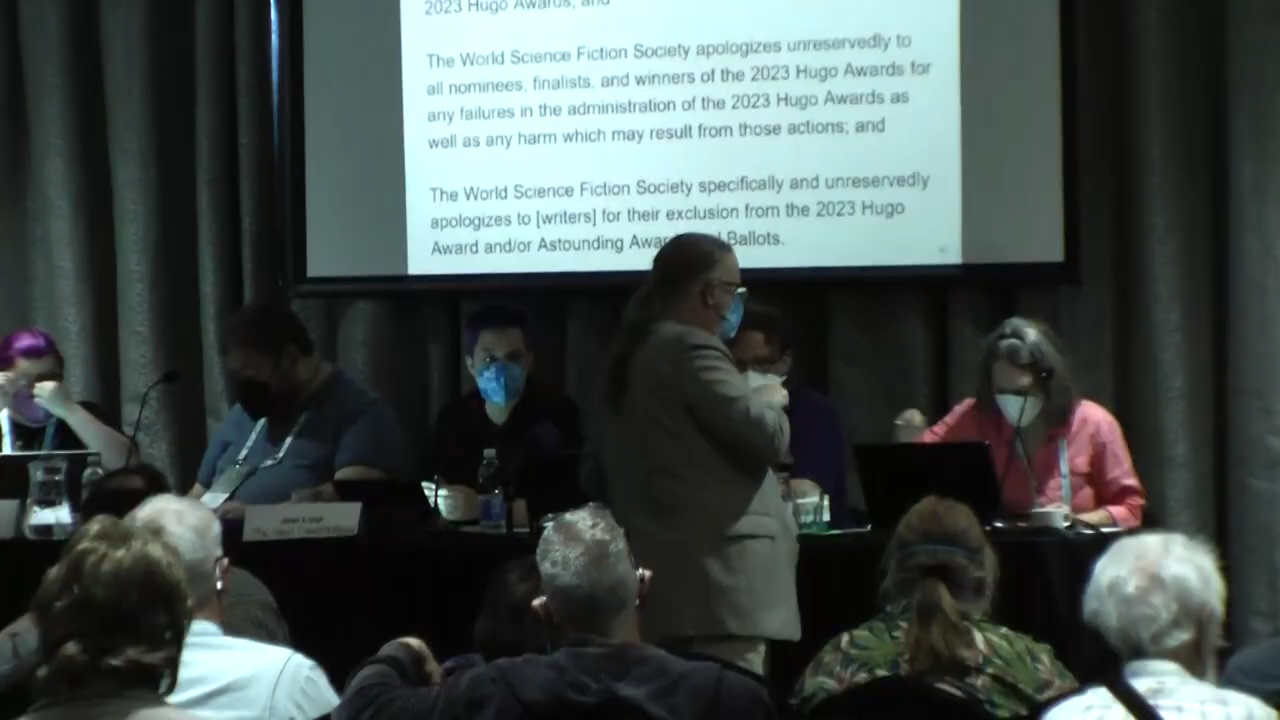 2023 Hugo Awards; and
The World Science Fiction Society apologizes unreservedly to
all nominees, finalists, and winners of the 2023 Hugo Awards for
any failures in the administration of the 2023 Hugo Awards as
well as any harm which may result from those actions; and
The World Science Fiction Society specifically and unreservedly
apologizes to [writers] for their exclusion from the 2023 Hugo
Award and/or Astounding Awar Ballots.